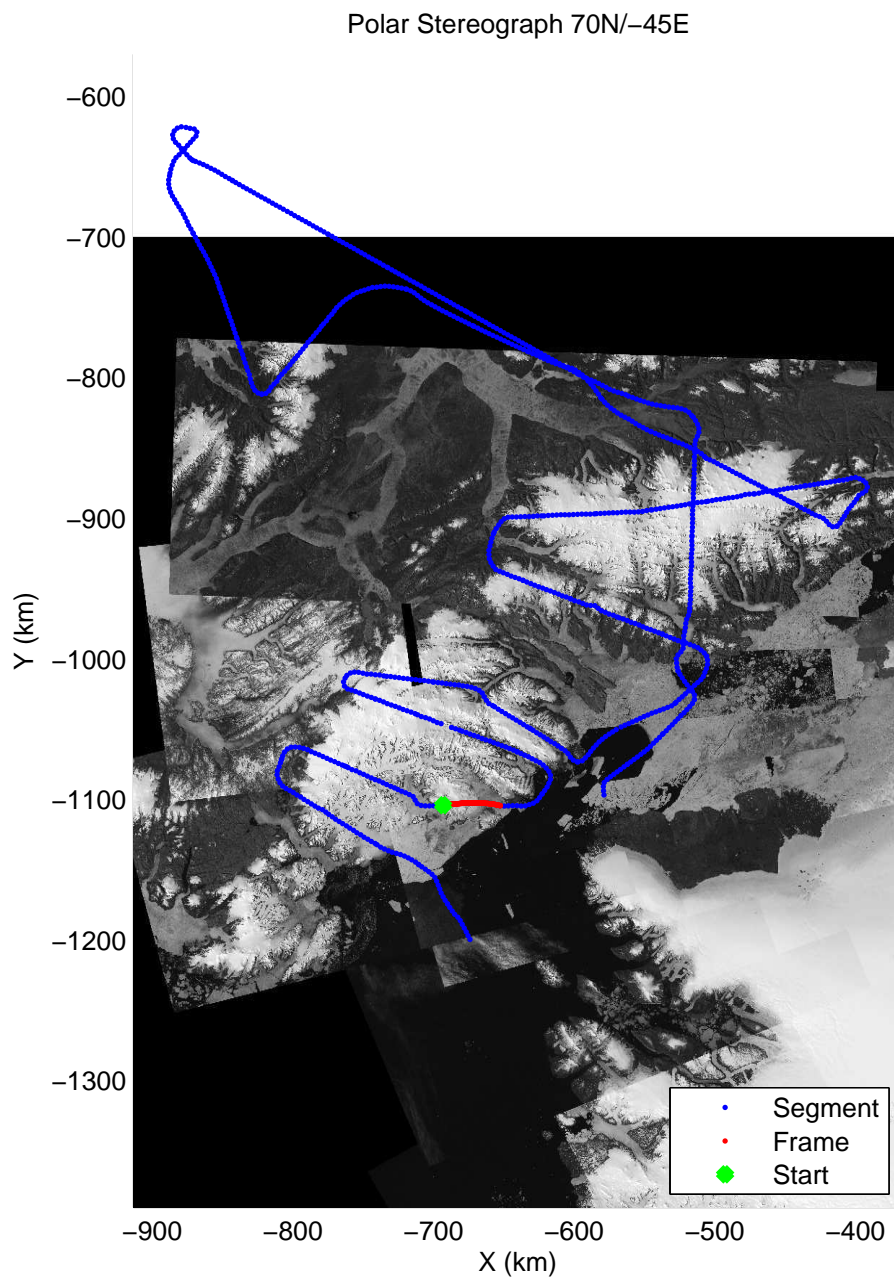 Polar Stereograph 70N/−45E
−600
−700
−800
−900
−1000
−1100
−1200
−1300
Y (km)
Segment
Frame
Start
−900 −800 −700 −600 −500 −400
X (km)